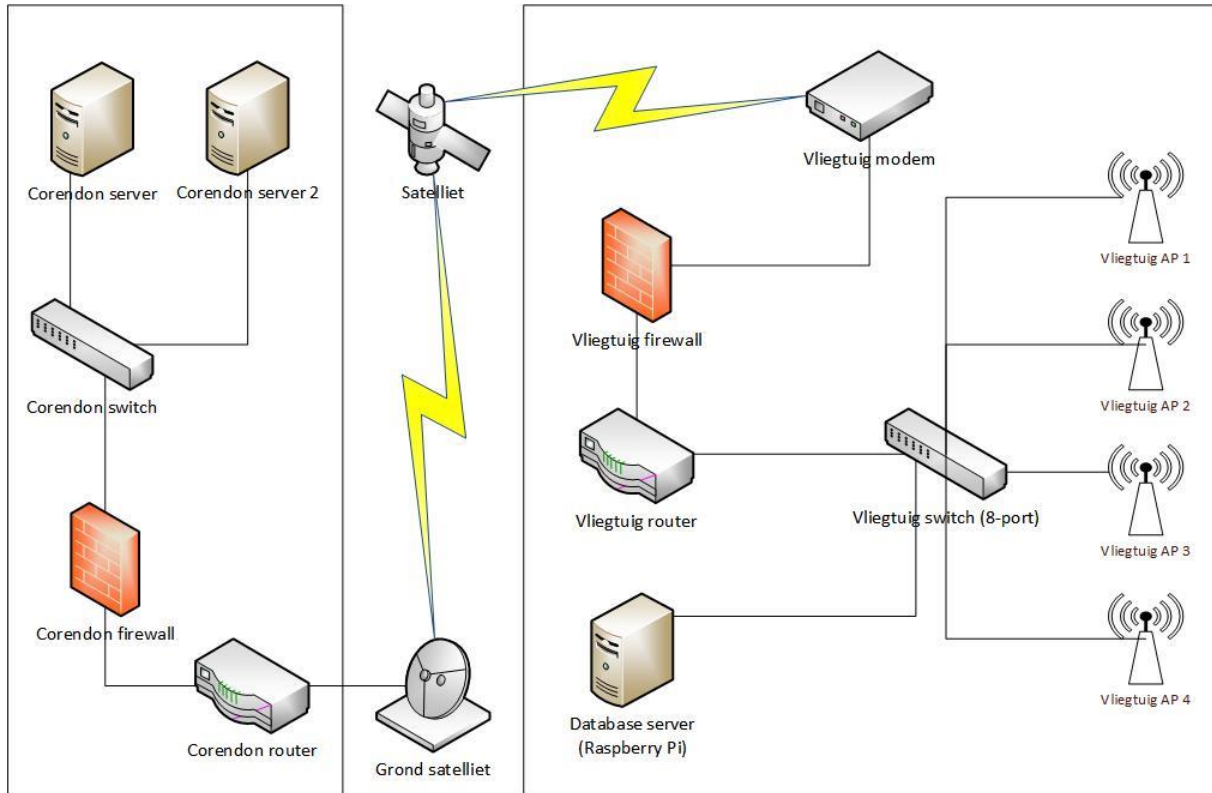 Corendon server
Corendon server 2
Corendon switch
Corendon firewall
Corendon router
Satelliet
Grond satelliet
Vliegtuig modem
Vliegtuig firewall
Vliegtuig router
Vliegtuig switch (8-port)
Database server
(Raspberry Pi)
Vliegtuig AP 1
Vliegtuig AP 2
Vliegtuig AP 3
Vliegtuig AP 4